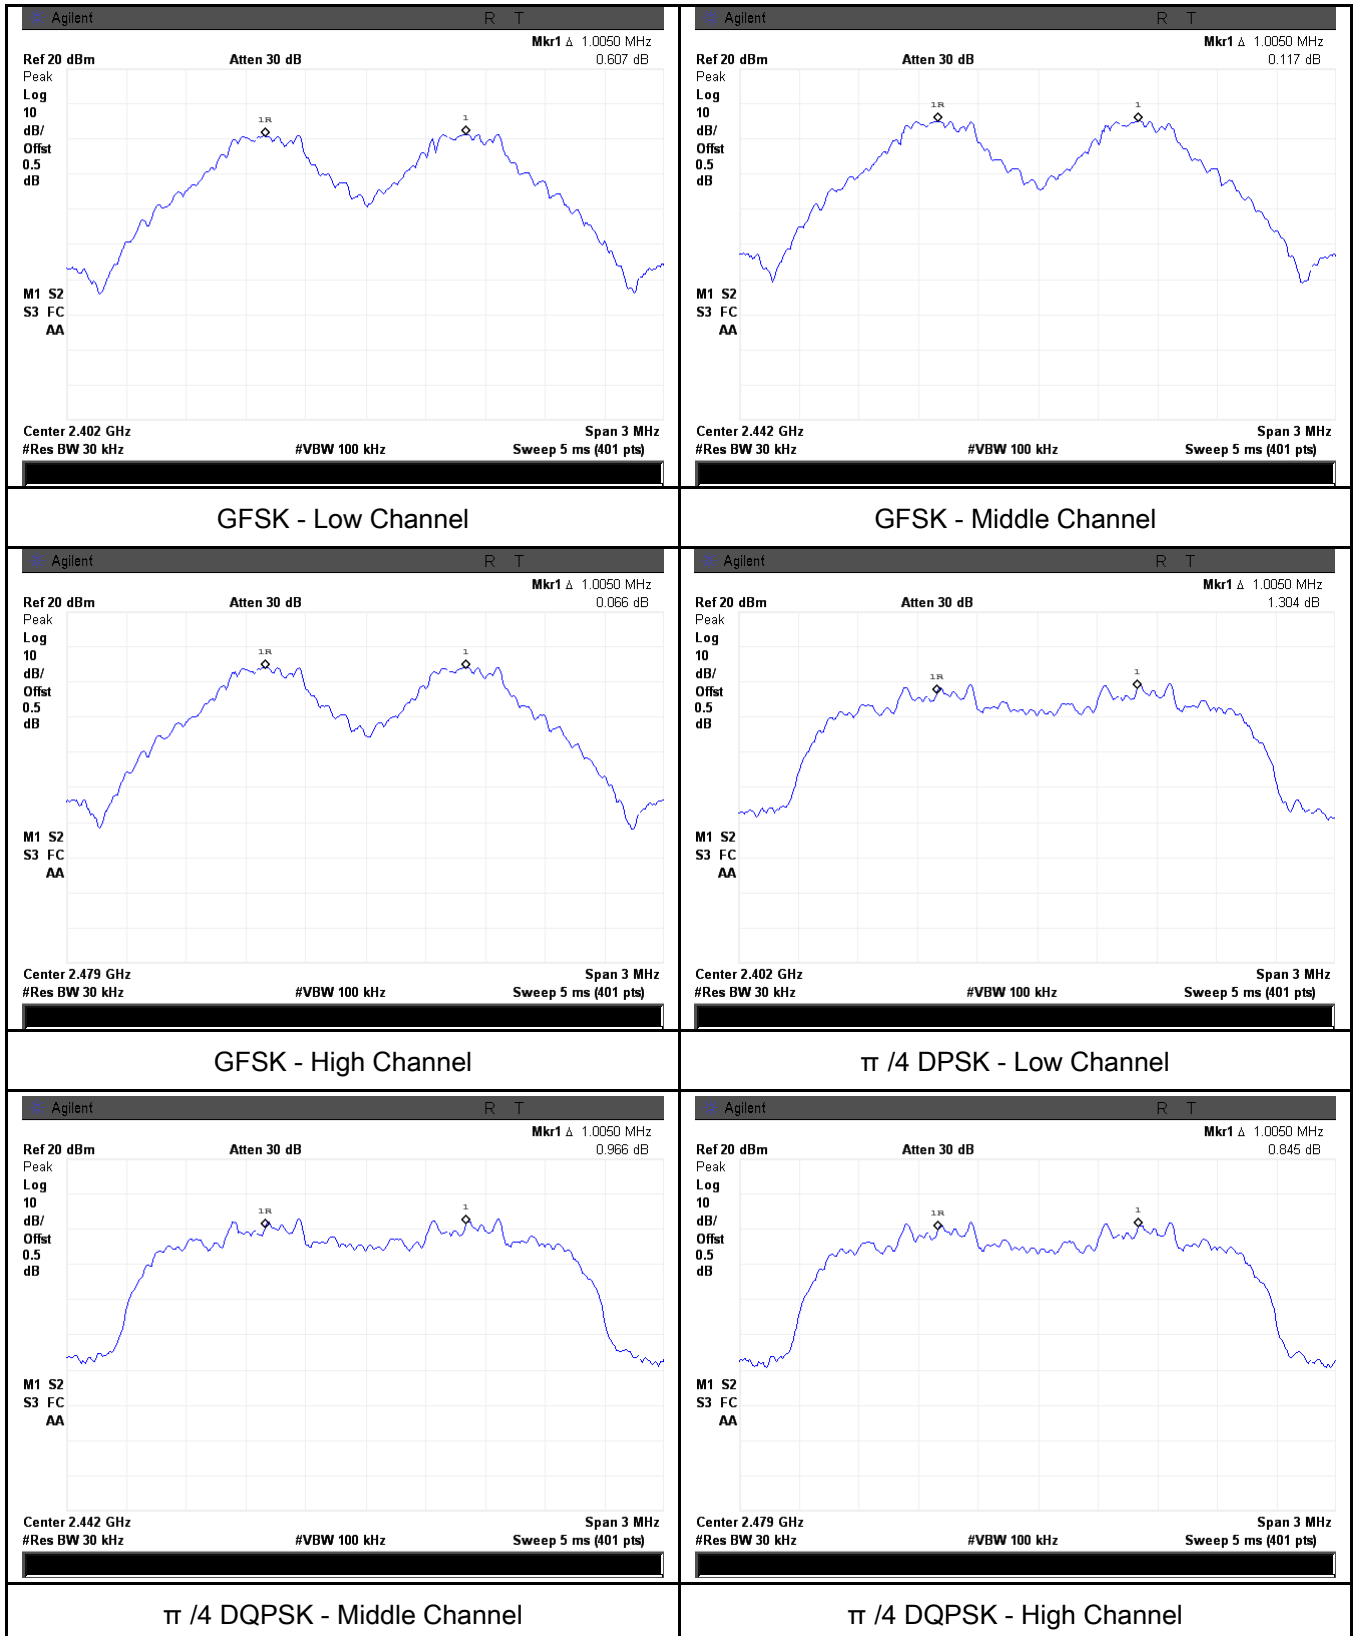 Agilent R T
Mkr1 Δ 1.0050 MHz
Ref 20 dBm Atten 30 dB 0.607 dB
Peak
Log
10
dB/
Offst
0.5
dB
1R 1
M1 S2
S3 FC
AA
Center 2.402 GHz Span 3 MHz
#Res BW 30 kHz #VBW 100 kHz Sweep 5 ms (401 pts)
GFSK - Low Channel
Agilent R T
Mkr1 Δ 1.0050 MHz
Ref 20 dBm Atten 30 dB 0.117 dB
Peak
Log
10
dB/
Offst
0.5
dB
1R 1
M1 S2
S3 FC
AA
Center 2.442 GHz Span 3 MHz
#Res BW 30 kHz #VBW 100 kHz Sweep 5 ms (401 pts)
GFSK - Middle Channel
Agilent R T
Mkr1 Δ 1.0050 MHz
Ref 20 dBm Atten 30 dB 0.066 dB
Peak
Log
10
dB/
Offst
0.5
dB
1R 1
M1 S2
S3 FC
AA
Center 2.479 GHz Span 3 MHz
#Res BW 30 kHz #VBW 100 kHz Sweep 5 ms (401 pts)
GFSK - High Channel
Agilent R T
Mkr1 Δ 1.0050 MHz
Ref 20 dBm Atten 30 dB 1.304 dB
Peak
Log
10
dB/
Offst
0.5
dB
1R 1
M1 S2
S3 FC
AA
Center 2.402 GHz Span 3 MHz
#Res BW 30 kHz #VBW 100 kHz Sweep 5 ms (401 pts)
π /4 DPSK - Low Channel
Agilent R T
Mkr1 Δ 1.0050 MHz
Ref 20 dBm Atten 30 dB 0.966 dB
Peak
Log
10
dB/
Offst
0.5
dB
1R 1
M1 S2
S3 FC
AA
Center 2.442 GHz Span 3 MHz
#Res BW 30 kHz #VBW 100 kHz Sweep 5 ms (401 pts)
π /4 DQPSK - Middle Channel
Agilent R T
Mkr1 Δ 1.0050 MHz
Ref 20 dBm Atten 30 dB 0.845 dB
Peak
Log
10
dB/
Offst
0.5
dB
1R 1
M1 S2
S3 FC
AA
Center 2.479 GHz Span 3 MHz
#Res BW 30 kHz #VBW 100 kHz Sweep 5 ms (401 pts)
π /4 DQPSK - High Channel